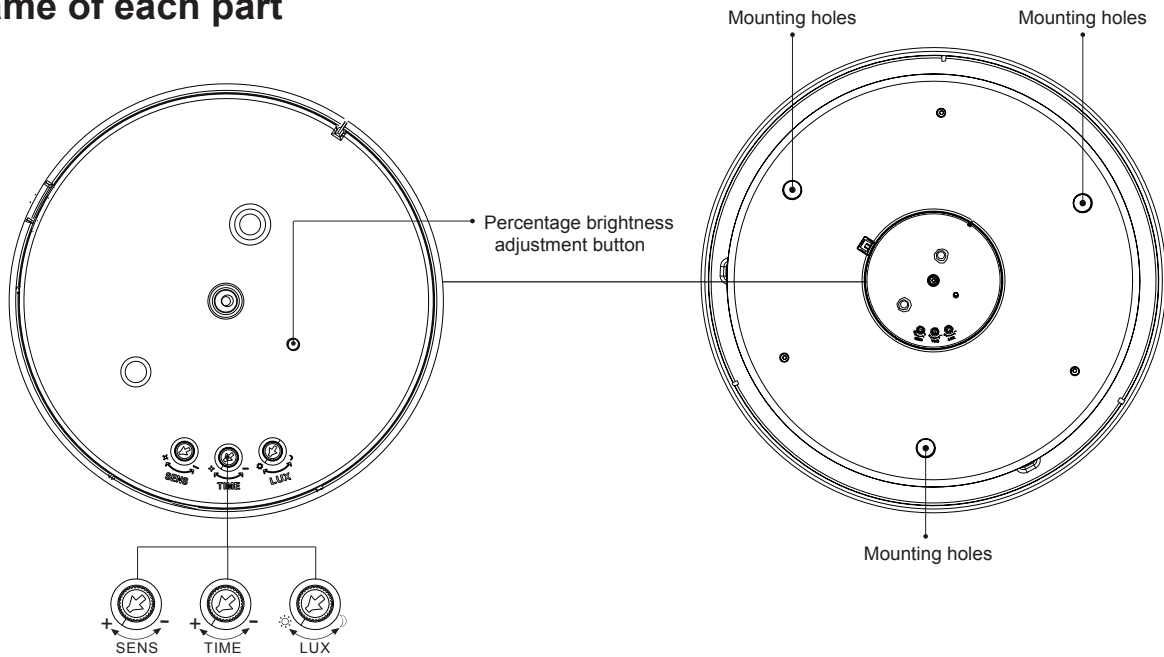 ame of each part
Mounting holes
Mounting holes
Percentage brightness
adjustment button
SENS
TIME
LUX
+ -
+ -
SENS
TIME
LUX
Mounting holes